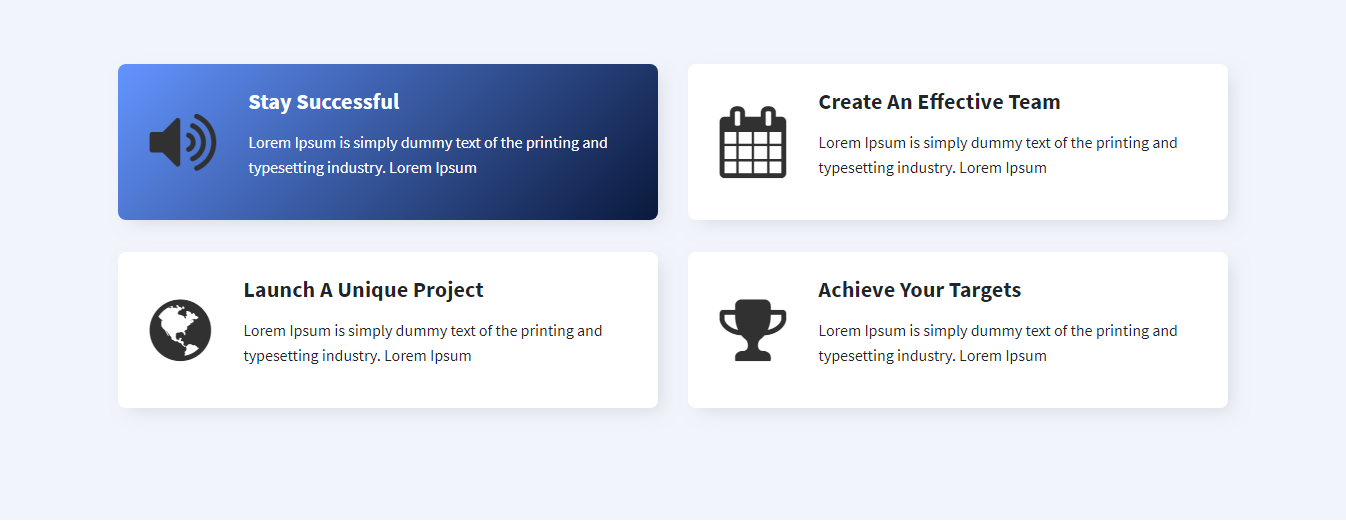 Stay Successful
Lorem Ipsum is simply dummy text of the printing and
typesetting industry. Lorem Ipsum
Create An Effective Team
Lorem Ipsum is simply dummy text of the printing and
typesetting industry. Lorem Ipsum
Launch A Unique Project
Lorem Ipsum is simply dummy text of the printing and
typesetting industry. Lorem Ipsum
Achieve Your Targets
Lorem Ipsum is simply dummy text of the printing and
typesetting industry. Lorem Ipsum